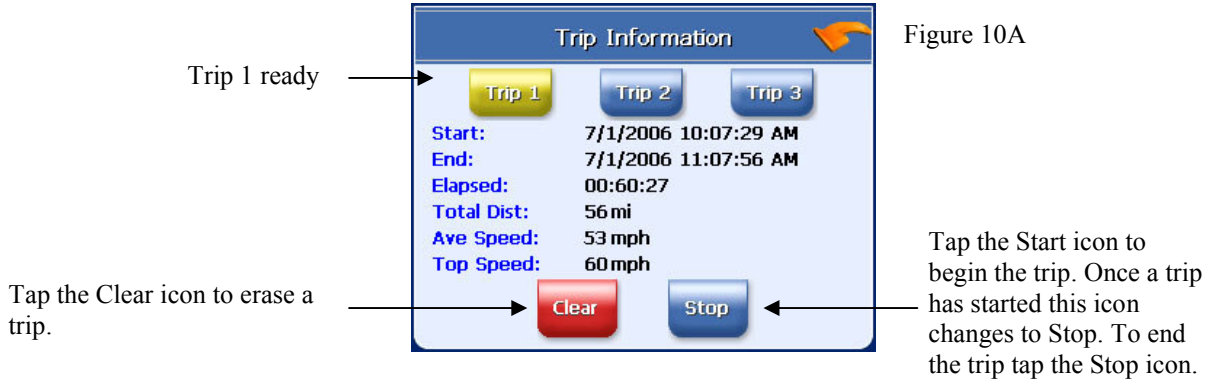 Trip Information
Figure 10A
Trip 1 ready
Trip 1 Trip 2 Trip 3
Start: 7/1/2006 10:07:29 AM
End: 7/1/2006 11:07:56 AM
Elapsed: 00:60:27
Total Dist: 56 mi
Ave Speed: 53 mph
Top Speed: 60 mph
Clear Stop
Tap the Clear icon to erase a
trip.
Tap the Start icon to
begin the trip. Once a trip
has started this icon
changes to Stop. To end
the trip tap the Stop icon.